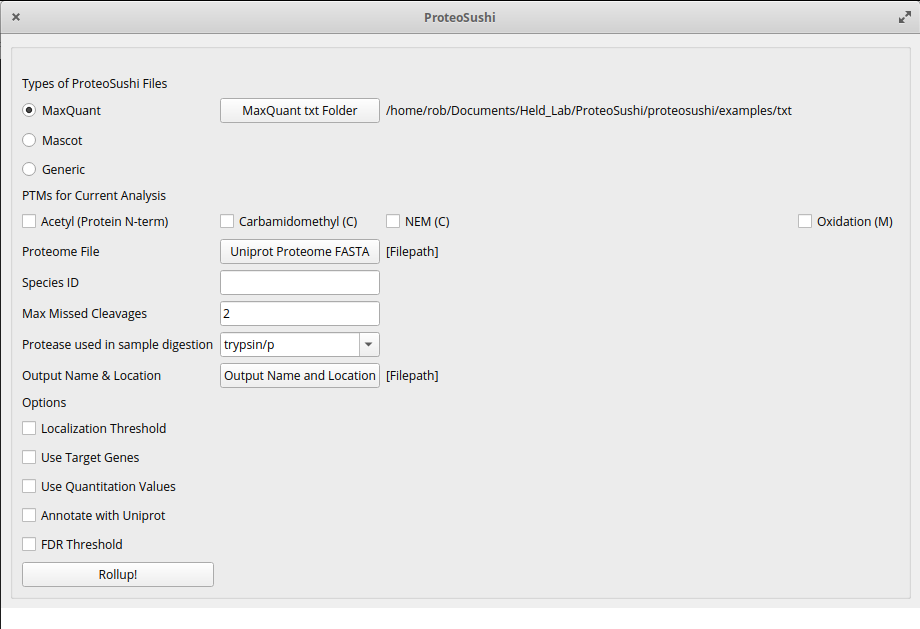 ProteoSushi
Types of ProteoSushi Files
MaxQuant MaxQuant txt Folder /home/rob/Documents/Held_Lab/ProteoSushi/proteosushi/examples/txt
Mascot
Generic
PTMs for Current Analysis
Acetyl (Protein N-term) Carbamidomethyl (C) NEM (C) Oxidation (M)
Proteome File Uniprot Proteome FASTA [Filepath]
Species ID
Max Missed Cleavages 2
Protease used in sample digestion trypsin/p
Output Name & Location Output Name and Location [Filepath]
Options
Localization Threshold
Use Target Genes
Use Quantitation Values
Annotate with Uniprot
FDR Threshold
Rollup!